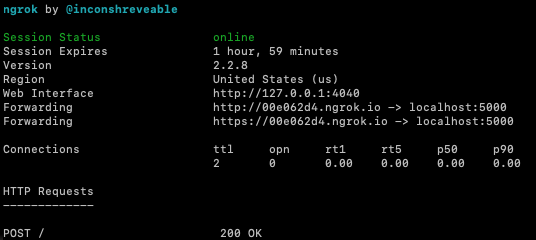 ngrok by @inconshreveable
Session Status online
Session Expires 1 hour, 59 minutes
Version 2.2.8
Region United States (us)
Web Interface http://127.0.0.1:4040
Forwarding http://00e062d4.ngrok.io -> localhost:5000
Forwarding https://00e062d4.ngrok.io -> localhost:5000
Connections ttl opn rt1 rt5 p50 p90
2 0 0.00 0.00 0.00 0.00
HTTP Requests
-------------
POST / 200 OK